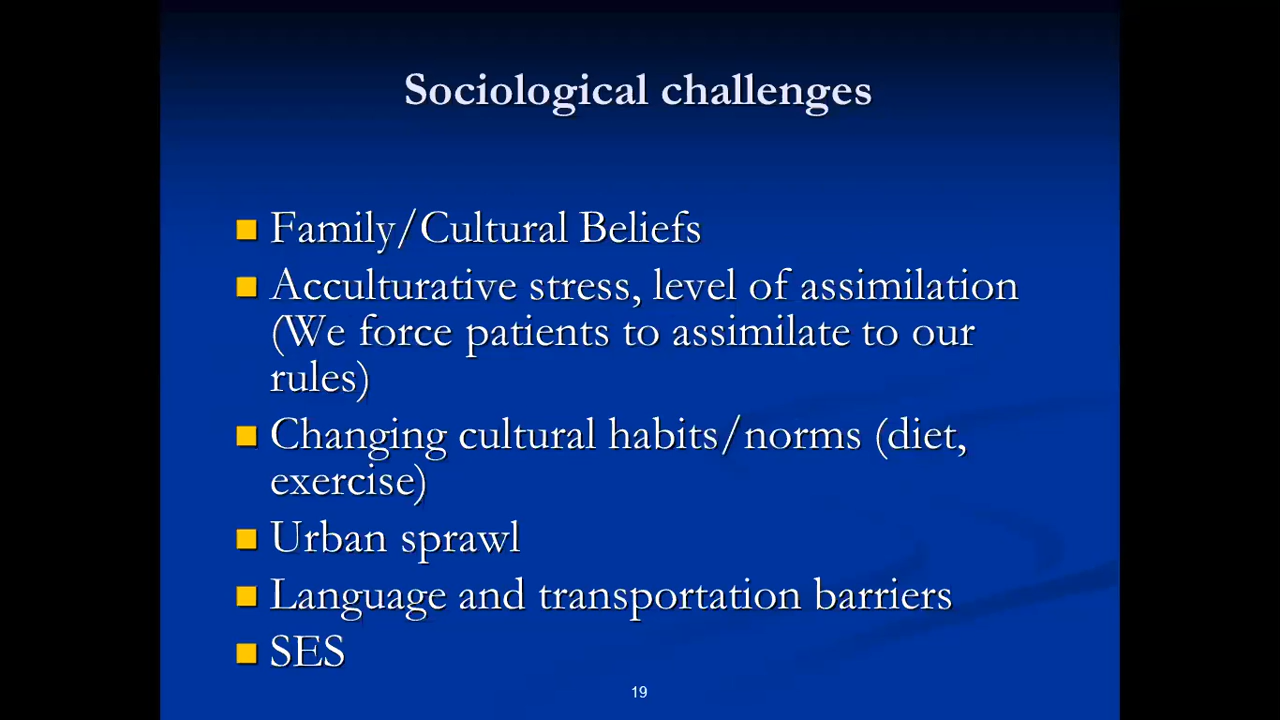 Sociological challenges
Family/Cultural Beliefs
Acculturative stress, level of assimilation
(We force patients to assimilate to our
rules)
Changing cultural habits/norms (diet,
exercise)
Urban sprawl
Language and transportation barriers
SES
19